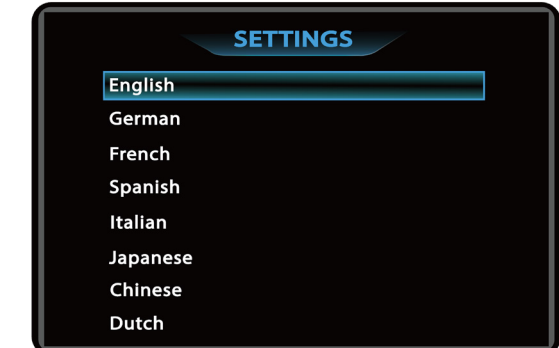 SETTINGS
English
German
French
Spanish
Italian
Japanese
Chinese
Dutch